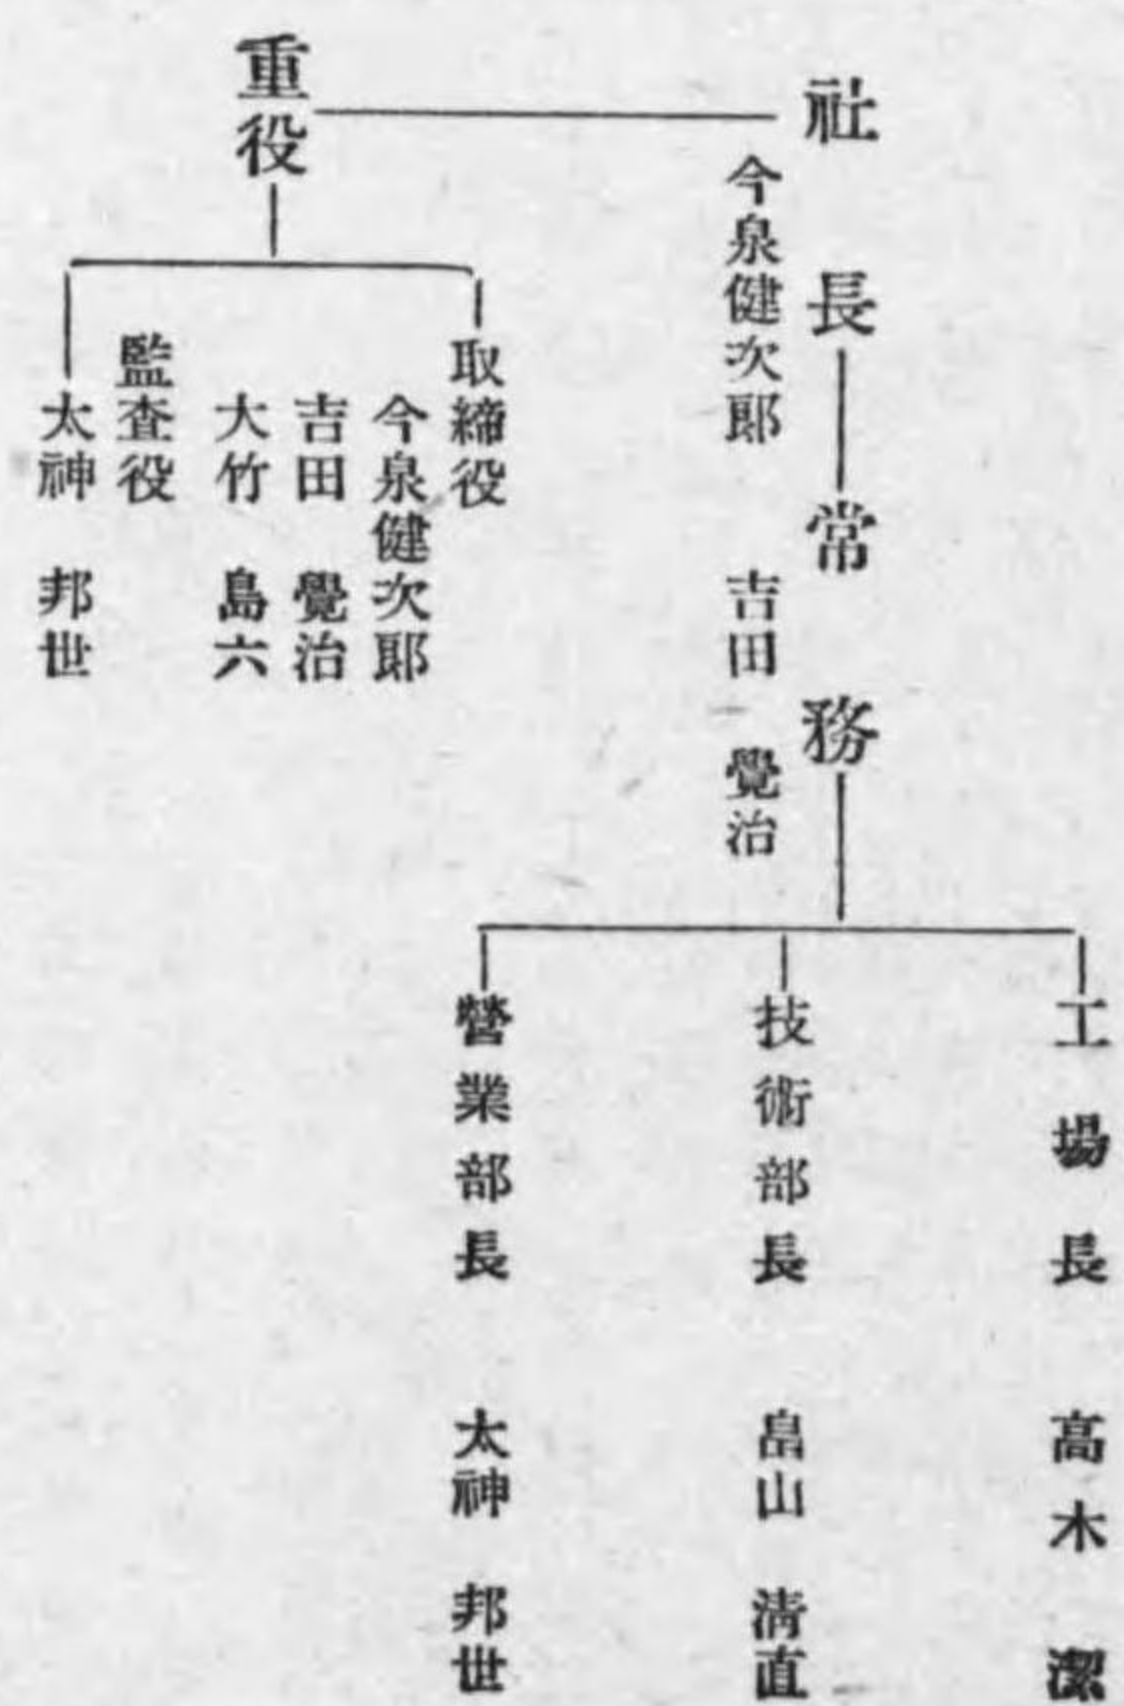 社長
今泉健次郎
常務
吉田 覺治
工場長 高木 潔
技術部長 畠山 淸直
營業部長 太神 邦世
重役
取締役
今泉健次郎
吉田 覺治
大竹 島六
監査役
太神 邦世